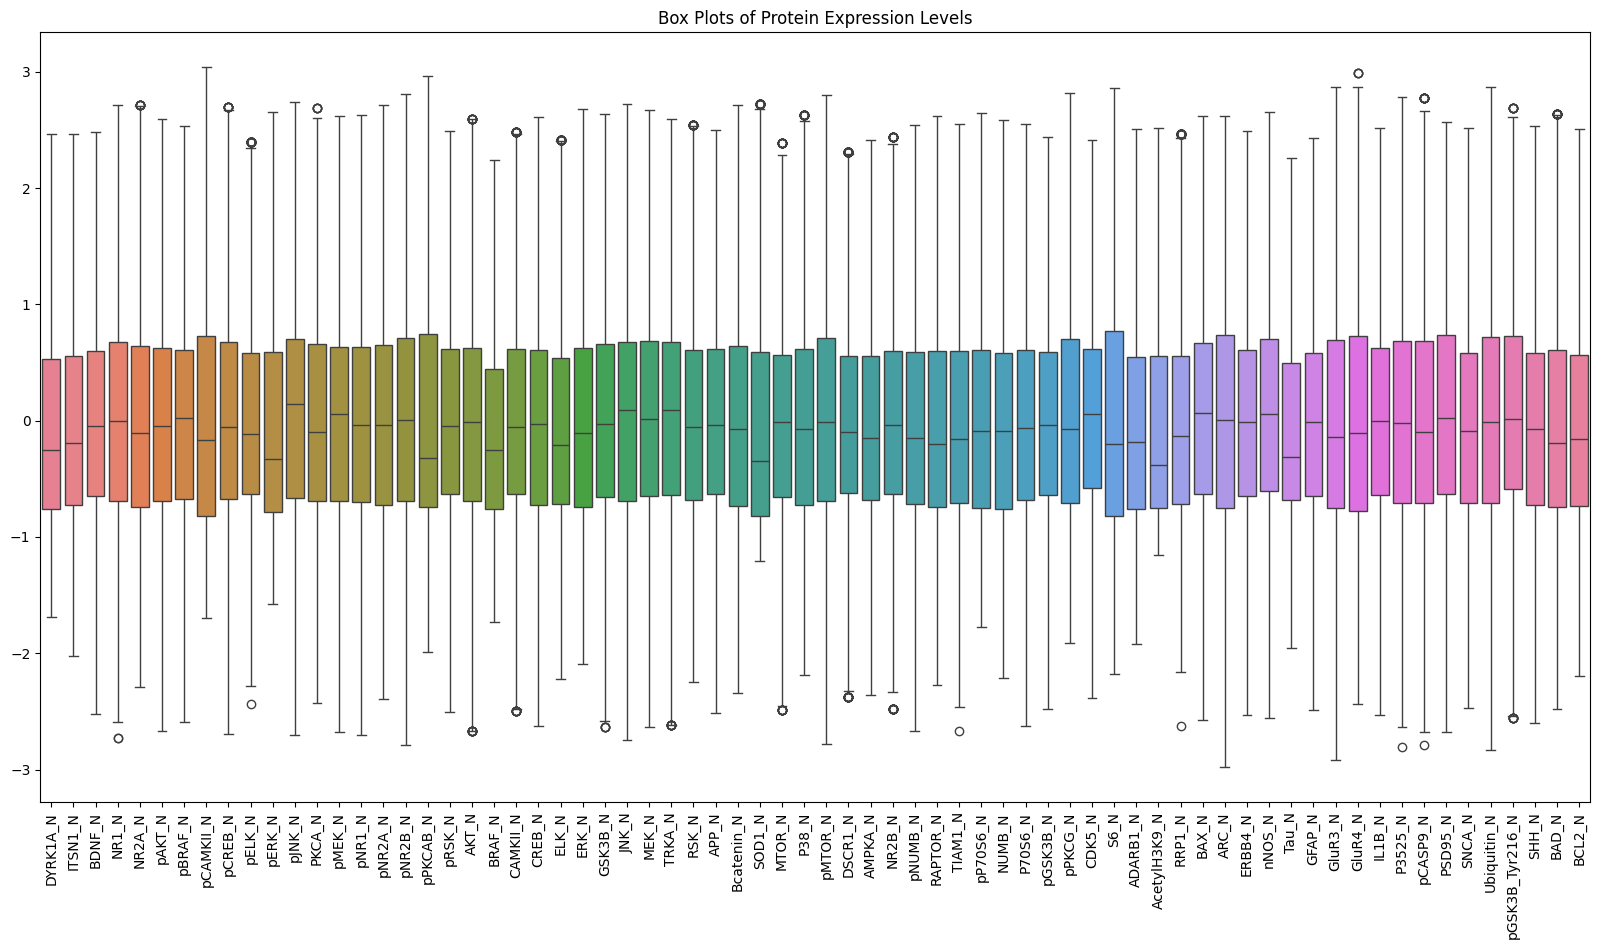 Box Plots of Protein Expression Levels
3
2
1
0
−1
−2
−3
DYRK1A_N
ITSN1_N
BDNF_N
NR1_N
NR2A_N
pAKT_N
pBRAF_N
pCAMKII_N
pCREB_N
pELK_N
pERK_N
pJNK_N
PKCA_N
pMEK_N
pNR1_N
pNR2A_N
pNR2B_N
pPKCAB_N
pRSK_N
AKT_N
BRAF_N
CAMKII_N
CREB_N
ELK_N
ERK_N
GSK3B_N
JNK_N
MEK_N
TRKA_N
RSK_N
APP_N
Bcatenin_N
SOD1_N
MTOR_N
P38_N
pMTOR_N
DSCR1_N
AMPKA_N
NR2B_N
pNUMB_N
RAPTOR_N
TIAM1_N
pP70S6_N
NUMB_N
P70S6_N
pGSK3B_N
pPKCG_N
CDK5_N
S6_N
ADARB1_N
AcetylH3K9_N
RRP1_N
BAX_N
ARC_N
ERBB4_N
nNOS_N
Tau_N
GFAP_N
GluR3_N
GluR4_N
IL1B_N
P3525_N
pCASP9_N
PSD95_N
SNCA_N
Ubiquitin_N
pGSK3B_Tyr216_N
SHH_N
BAD_N
BCL2_N